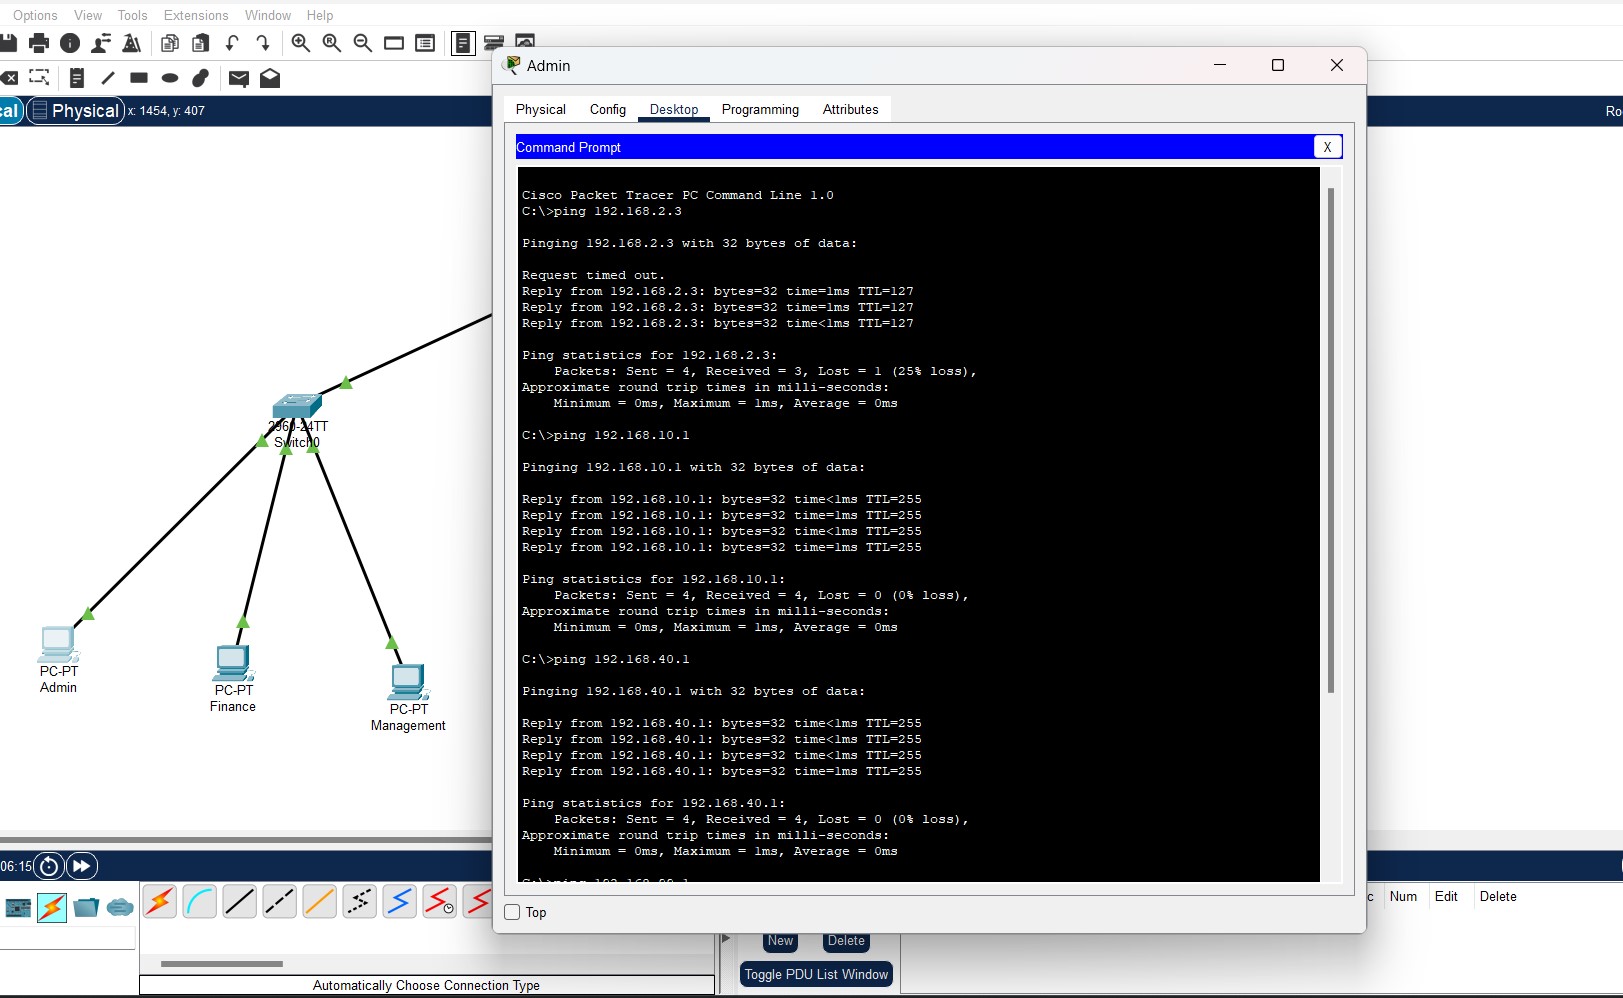 Options View Tools Extensions Window Help
Admin
Physical x: 1454, y: 407
Physical Config Desktop Programming Attributes
Command Prompt X
Cisco Packet Tracer PC Command Line 1.0
C:\>ping 192.168.2.3
Pinging 192.168.2.3 with 32 bytes of data:
Request timed out.
Reply from 192.168.2.3: bytes=32 time=1ms TTL=127
Reply from 192.168.2.3: bytes=32 time=1ms TTL=127
Reply from 192.168.2.3: bytes=32 time<1ms TTL=127
Ping statistics for 192.168.2.3:
Packets: Sent = 4, Received = 3, Lost = 1 (25% loss),
Approximate round trip times in milli-seconds:
Minimum = 0ms, Maximum = 1ms, Average = 0ms
C:\>ping 192.168.10.1
Pinging 192.168.10.1 with 32 bytes of data:
Reply from 192.168.10.1: bytes=32 time<1ms TTL=255
Reply from 192.168.10.1: bytes=32 time=1ms TTL=255
Reply from 192.168.10.1: bytes=32 time<1ms TTL=255
Reply from 192.168.10.1: bytes=32 time=1ms TTL=255
Ping statistics for 192.168.10.1:
Packets: Sent = 4, Received = 4, Lost = 0 (0% loss),
Approximate round trip times in milli-seconds:
Minimum = 0ms, Maximum = 1ms, Average = 0ms
C:\>ping 192.168.40.1
Pinging 192.168.40.1 with 32 bytes of data:
Reply from 192.168.40.1: bytes=32 time<1ms TTL=255
Reply from 192.168.40.1: bytes=32 time<1ms TTL=255
Reply from 192.168.40.1: bytes=32 time<1ms TTL=255
Reply from 192.168.40.1: bytes=32 time=1ms TTL=255
Ping statistics for 192.168.40.1:
Packets: Sent = 4, Received = 4, Lost = 0 (0% loss),
Approximate round trip times in milli-seconds:
Minimum = 0ms, Maximum = 1ms, Average = 0ms
Top
2960-24TT
Switch0
PC-PT
Admin
PC-PT
Finance
PC-PT
Management
06:15
Num Edit Delete
New Delete
Toggle PDU List Window
Automatically Choose Connection Type